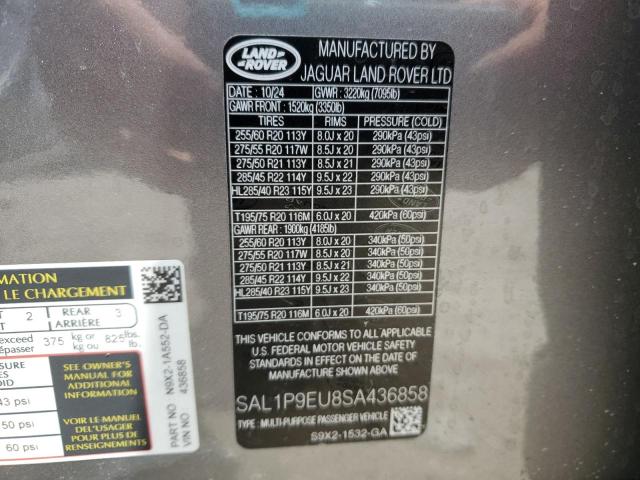 LAND
ROVER
MANUFACTURED BY
JAGUAR LAND ROVER LTD
DATE : 10/24 GVWR : 3220kg (7095lb)
GAWR FRONT : 1520kg (3350lb)
TIRES RIMS PRESSURE (COLD)
255/60 R20 113Y 8.0J x 20 290kPa (43psi)
275/55 R20 117W 8.5J x 20 290kPa (43psi)
275/50 R21 113Y 8.5J x 21 290kPa (43psi)
285/45 R22 114Y 9.5J x 22 290kPa (43psi)
HL285/40 R23 115Y 9.5J x 23 290kPa (43psi)
T195/75 R20 116M 6.0J x 20 420kPa (60psi)
GAWR REAR : 1900kg (4185lb)
255/60 R20 113Y 8.0J x 20 340kPa (50psi)
275/55 R20 117W 8.5J x 20 340kPa (50psi)
275/50 R21 113Y 8.5J x 21 340kPa (50psi)
285/45 R22 114Y 9.5J x 22 340kPa (50psi)
HL285/40 R23 115Y 9.5J x 23 340kPa (50psi)
T195/75 R20 116M 6.0J x 20 420kPa (60psi)
THIS VEHICLE CONFORMS TO ALL APPLICABLE
U.S. FEDERAL MOTOR VEHICLE SAFETY
STANDARDS IN EFFECT ON THE DATE OF
MANUFACTURE SHOWN ABOVE
SAL1P9EU8SA436858
TYPE: MULTI-PURPOSE PASSENGER VEHICLE
S9X2-1532-GA
RMATION
LE CHARGEMENT
T 2 REAR
ARRIÈRE 3
exceed
dépasser 375 kg or
kg ou 825 lbs.
lb.
SURE
OID
43 psi
50 psi
60 psi
SEE OWNER'S
MANUAL FOR
ADDITIONAL
INFORMATION
VOIR LE MANUEL
DEL'USAGER
POUR PLUS DE
RENSEIGNEMENTS
PART No. N9X2-1A552-DA
VIN 436858